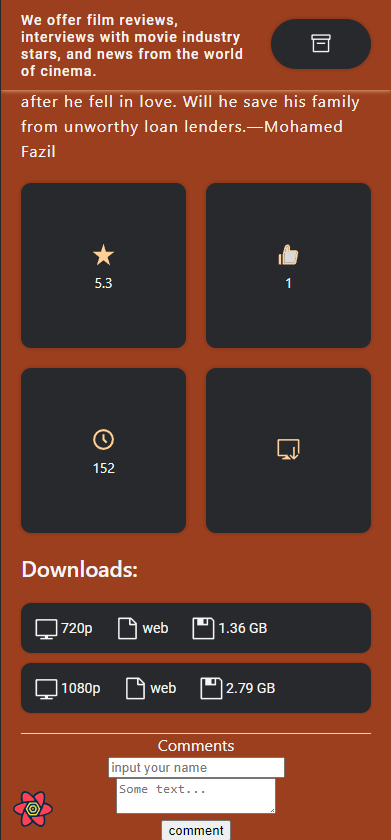 We offer film reviews,
interviews with movie industry
stars, and news from the world
of cinema.
after he fell in love. Will he save his family
from unworthy loan lenders.—Mohamed
Fazil
5.3
1
152
Downloads:
720p web 1.36 GB
1080p web 2.79 GB
Comments
input your name
Some text...
comment